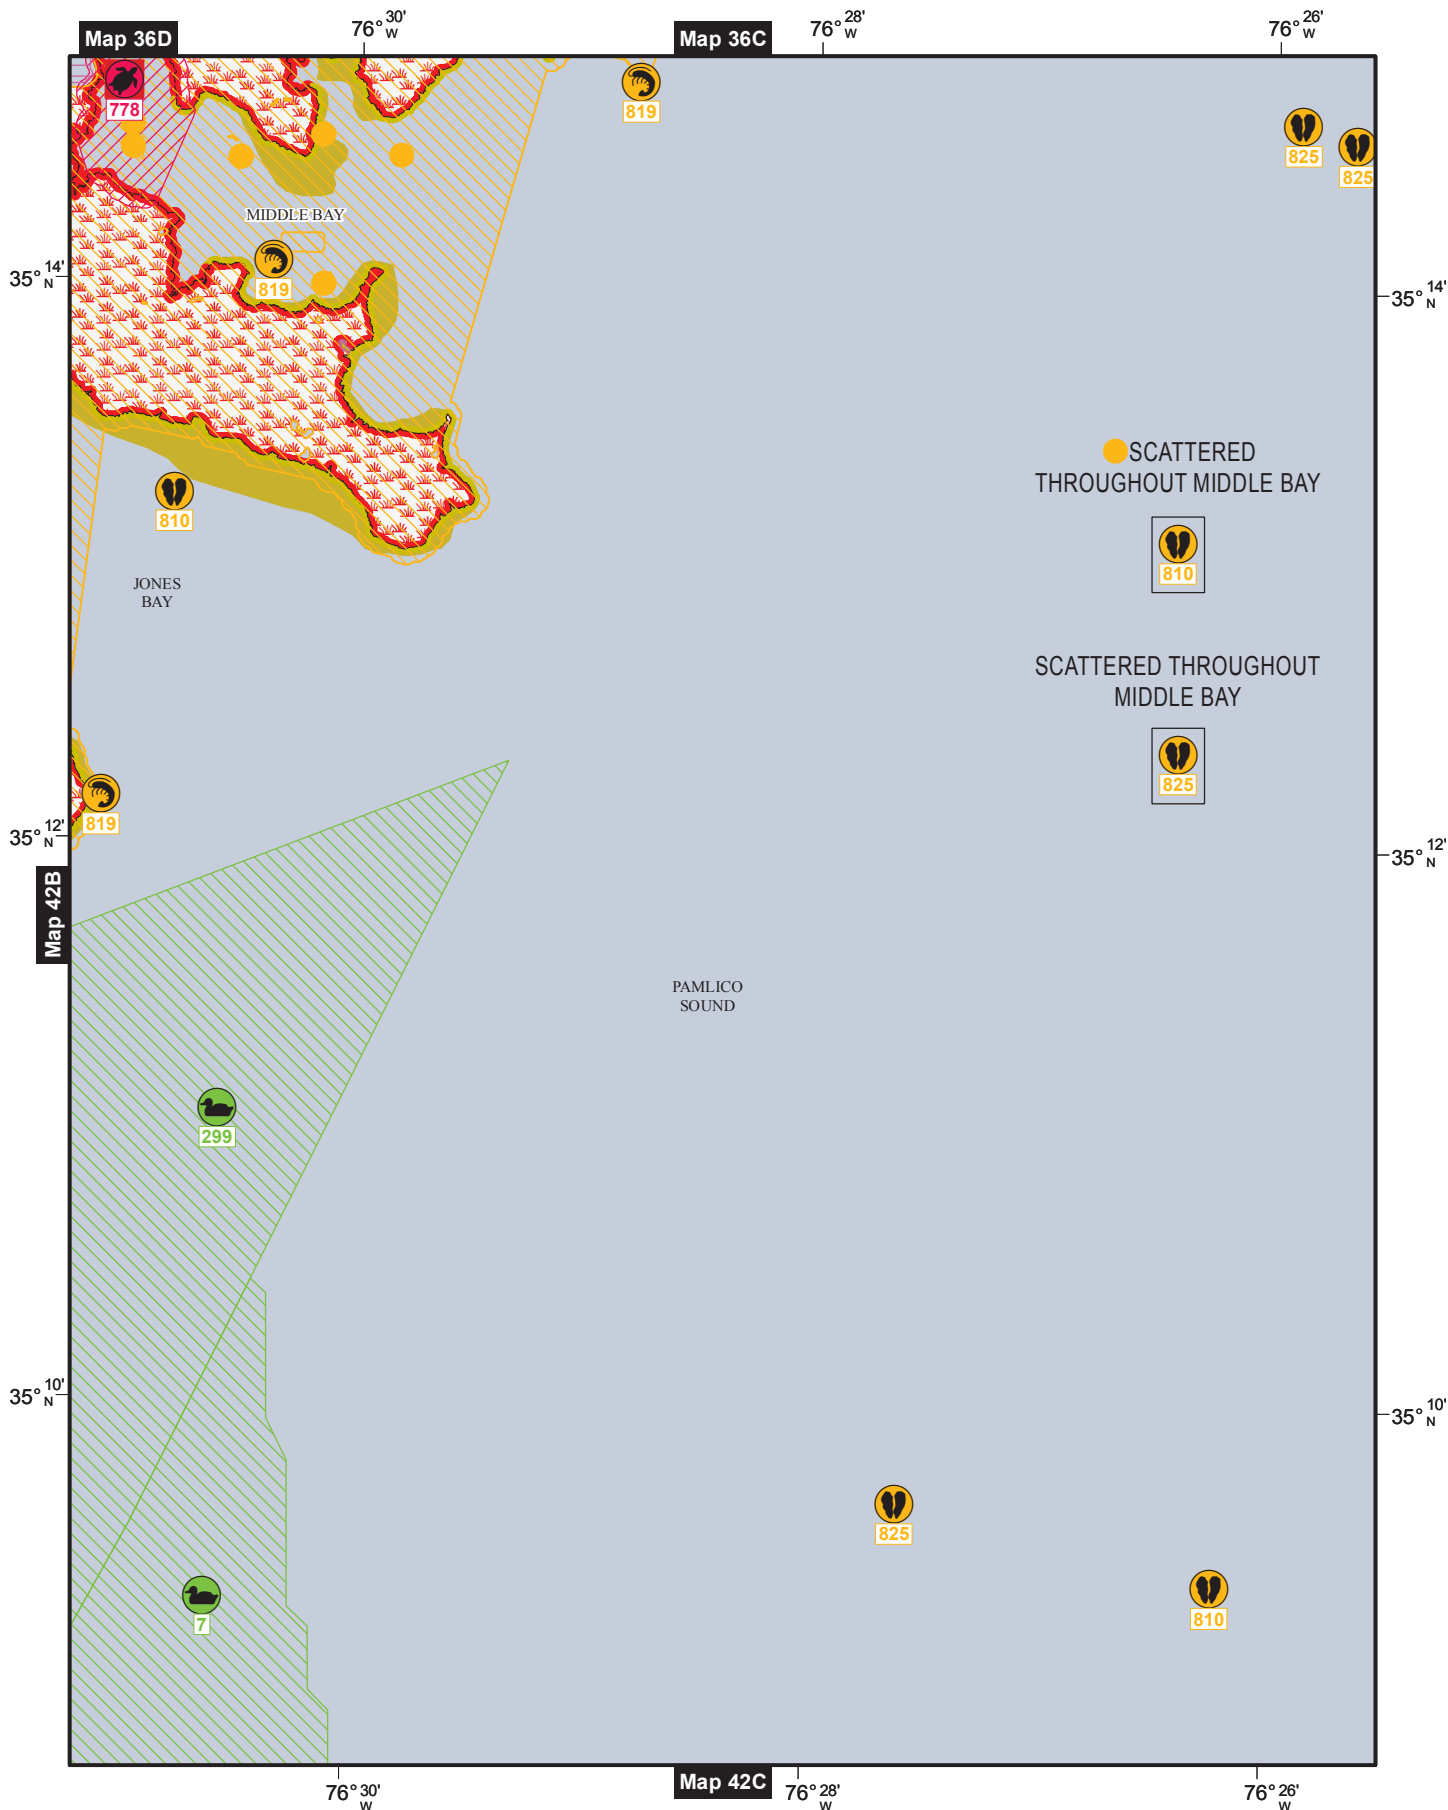 Map 36D
76° 30' W
Map 36C
76° 28' W
76° 26' W
778
819
825
825
MIDDLE BAY
35° 14' N
819
35° 14' N
SCATTERED
THROUGHOUT MIDDLE BAY
810
810
JONES
BAY
SCATTERED THROUGHOUT
MIDDLE BAY
825
819
35° 12' N
35° 12' N
Map 42B
PAMLICO
SOUND
299
35° 10' N
35° 10' N
825
7
810
76° 30' W
Map 42C
76° 28' W
76° 26' W